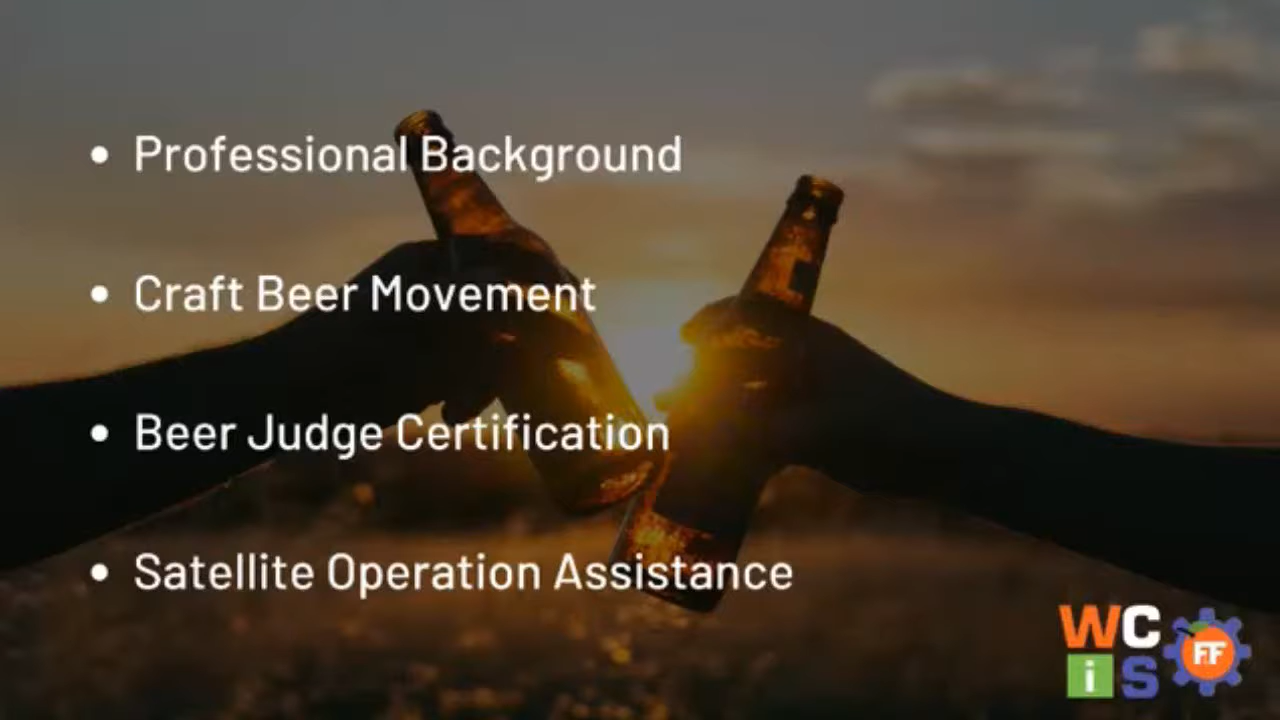 Professional Background
Craft Beer Movement
Beer Judge Certification
Satellite Operation Assistance
WC
iS
FF